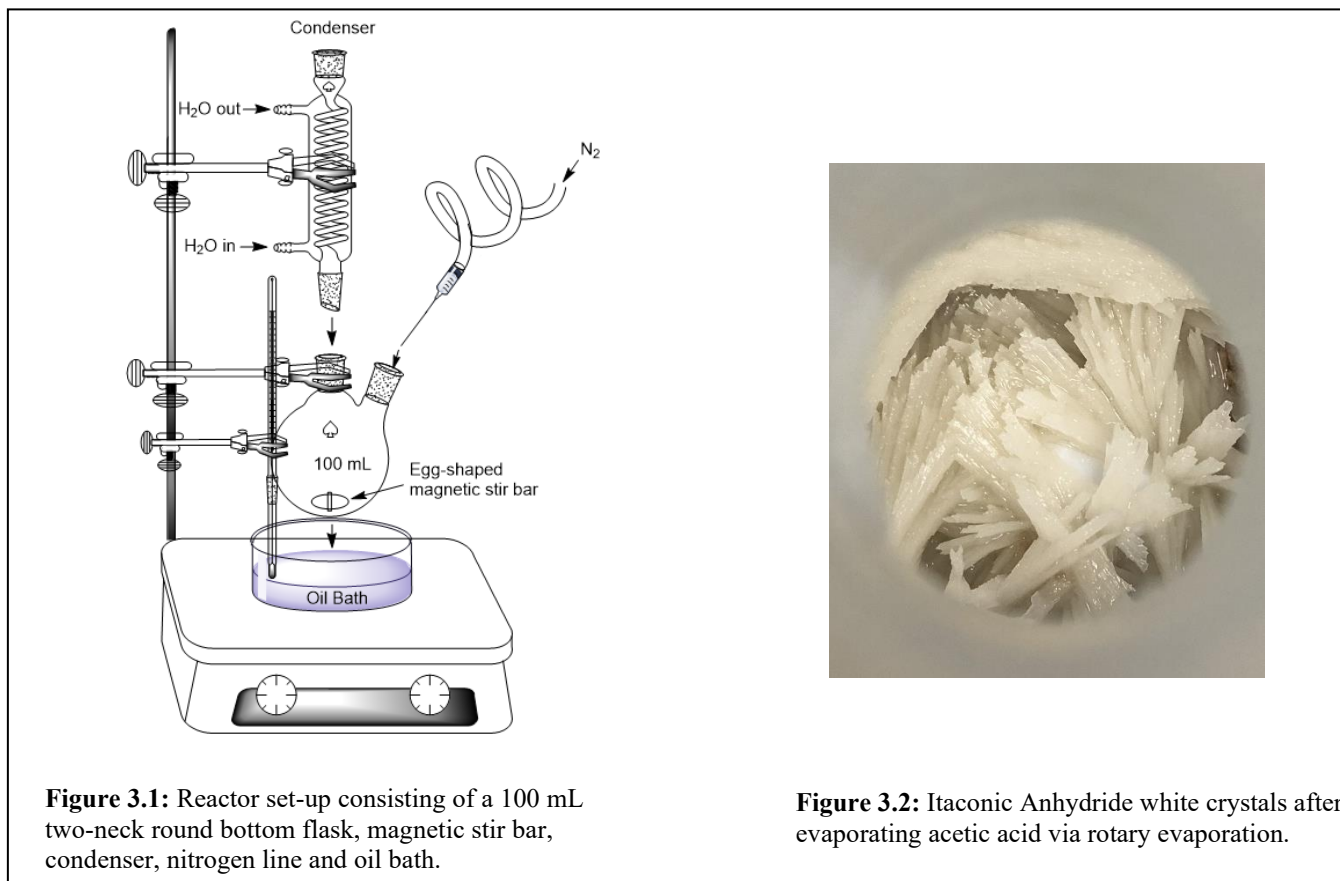 Condenser
H₂O out
N₂
H₂O in
100 mL
Egg-shaped
magnetic stir bar
Oil Bath
Figure 3.1: Reactor set-up consisting of a 100 mL
two-neck round bottom flask, magnetic stir bar,
condenser, nitrogen line and oil bath.
Figure 3.2: Itaconic Anhydride white crystals after
evaporating acetic acid via rotary evaporation.